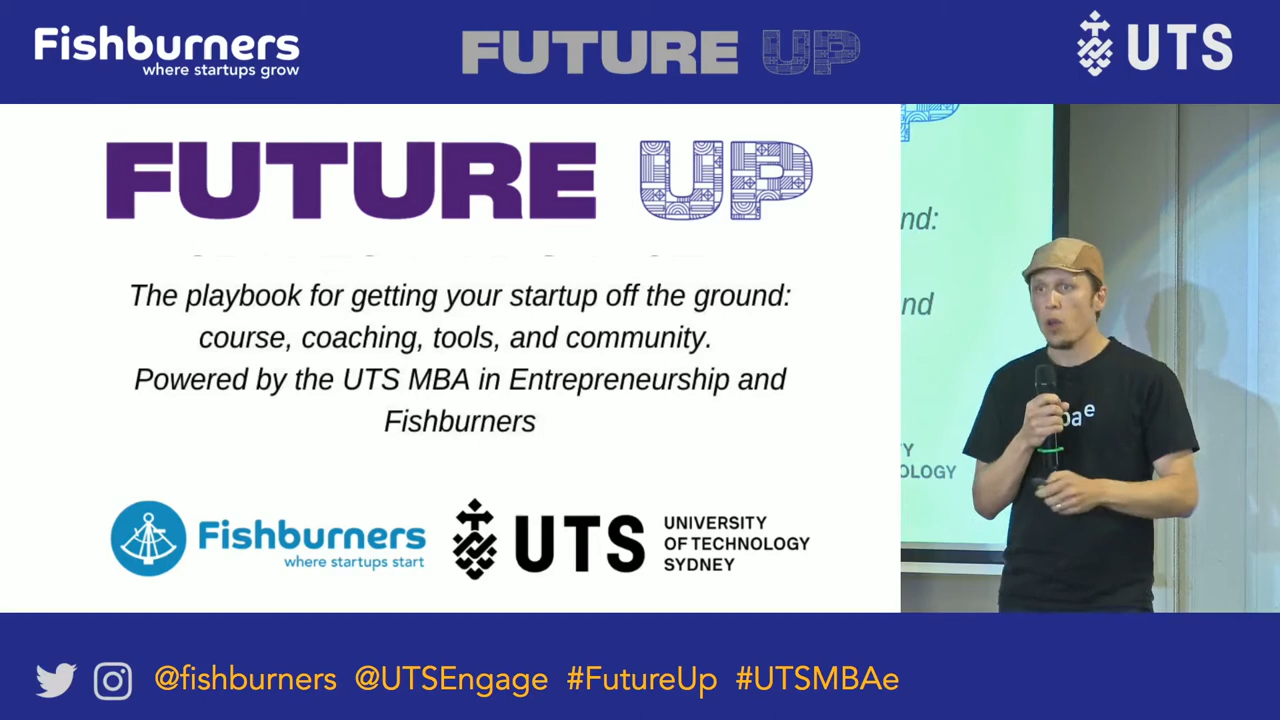 Fishburners
where startups grow
FUTURE UP
UTS
FUTURE UP
The playbook for getting your startup off the ground:
course, coaching, tools, and community.
Powered by the UTS MBA in Entrepreneurship and
Fishburners
Fishburners
where startups start
UTS
UNIVERSITY
OF TECHNOLOGY
SYDNEY
nd:
nd
Y
OLOGY
ae
@fishburners @UTSEngage #FutureUp #UTSMBAe